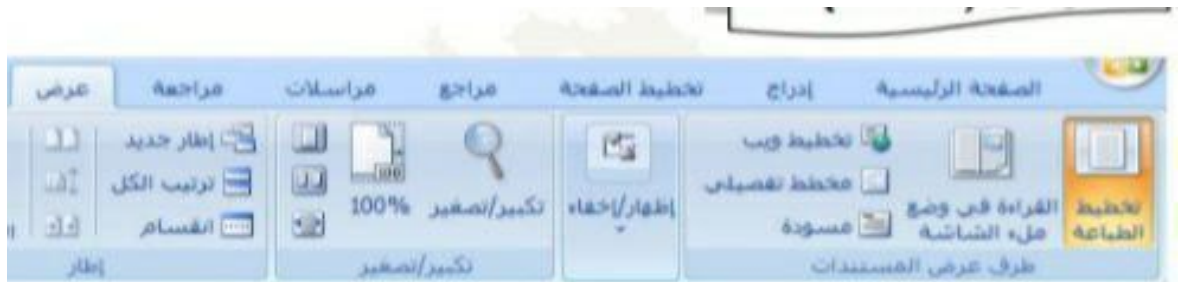 الصفحة الرئيسية إدراج تخطيط الصفحة مراجع مراسلات مراجعة عرض
تخطيط الطباعة
القراءة في وضع ملء الشاشة
تخطيط ويب
مخطط تفصيلي
مسودة
طرق عرض المستندات
إظهار/إخفاء
تكبير/تصغير
100%
تكبير/تصغير
إطار جديد
ترتيب الكل
انقسام
إطار